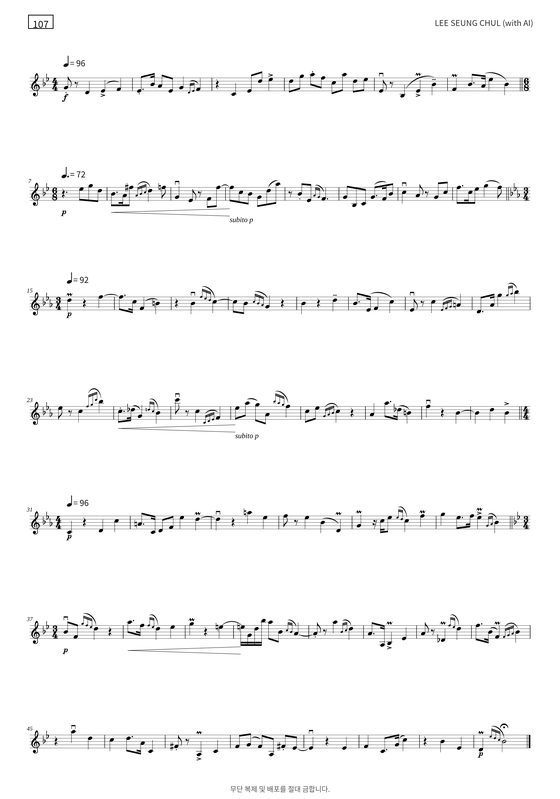 107
LEE SEUNG CHUL (with AI)
= 96
f
7
= 72
p
subito p
15
= 92
p
23
subito p
31
= 96
p
37
p
45
p
무단 복제 및 배포를 절대 금합니다.